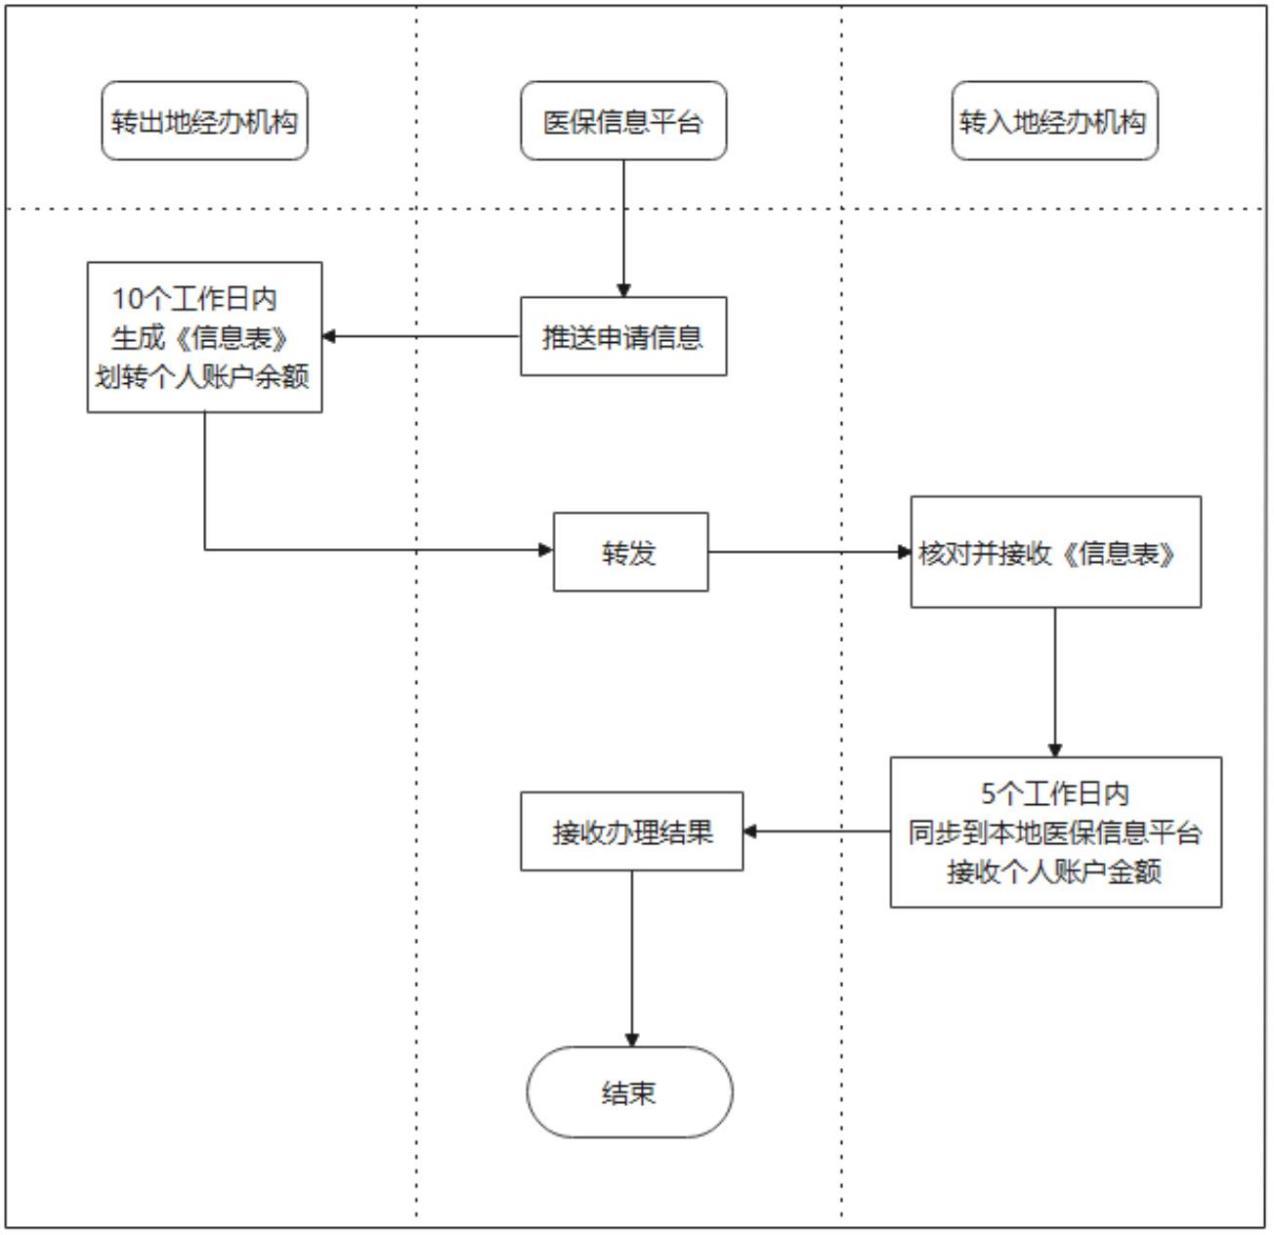 转出地经办机构
医保信息平台
转入地经办机构
10个工作日内
生成《信息表》
划转个人账户余额
推送申请信息
转发
核对并接收《信息表》
5个工作日内
同步到本地医保信息平台
接收个人账户金额
接收办理结果
结束